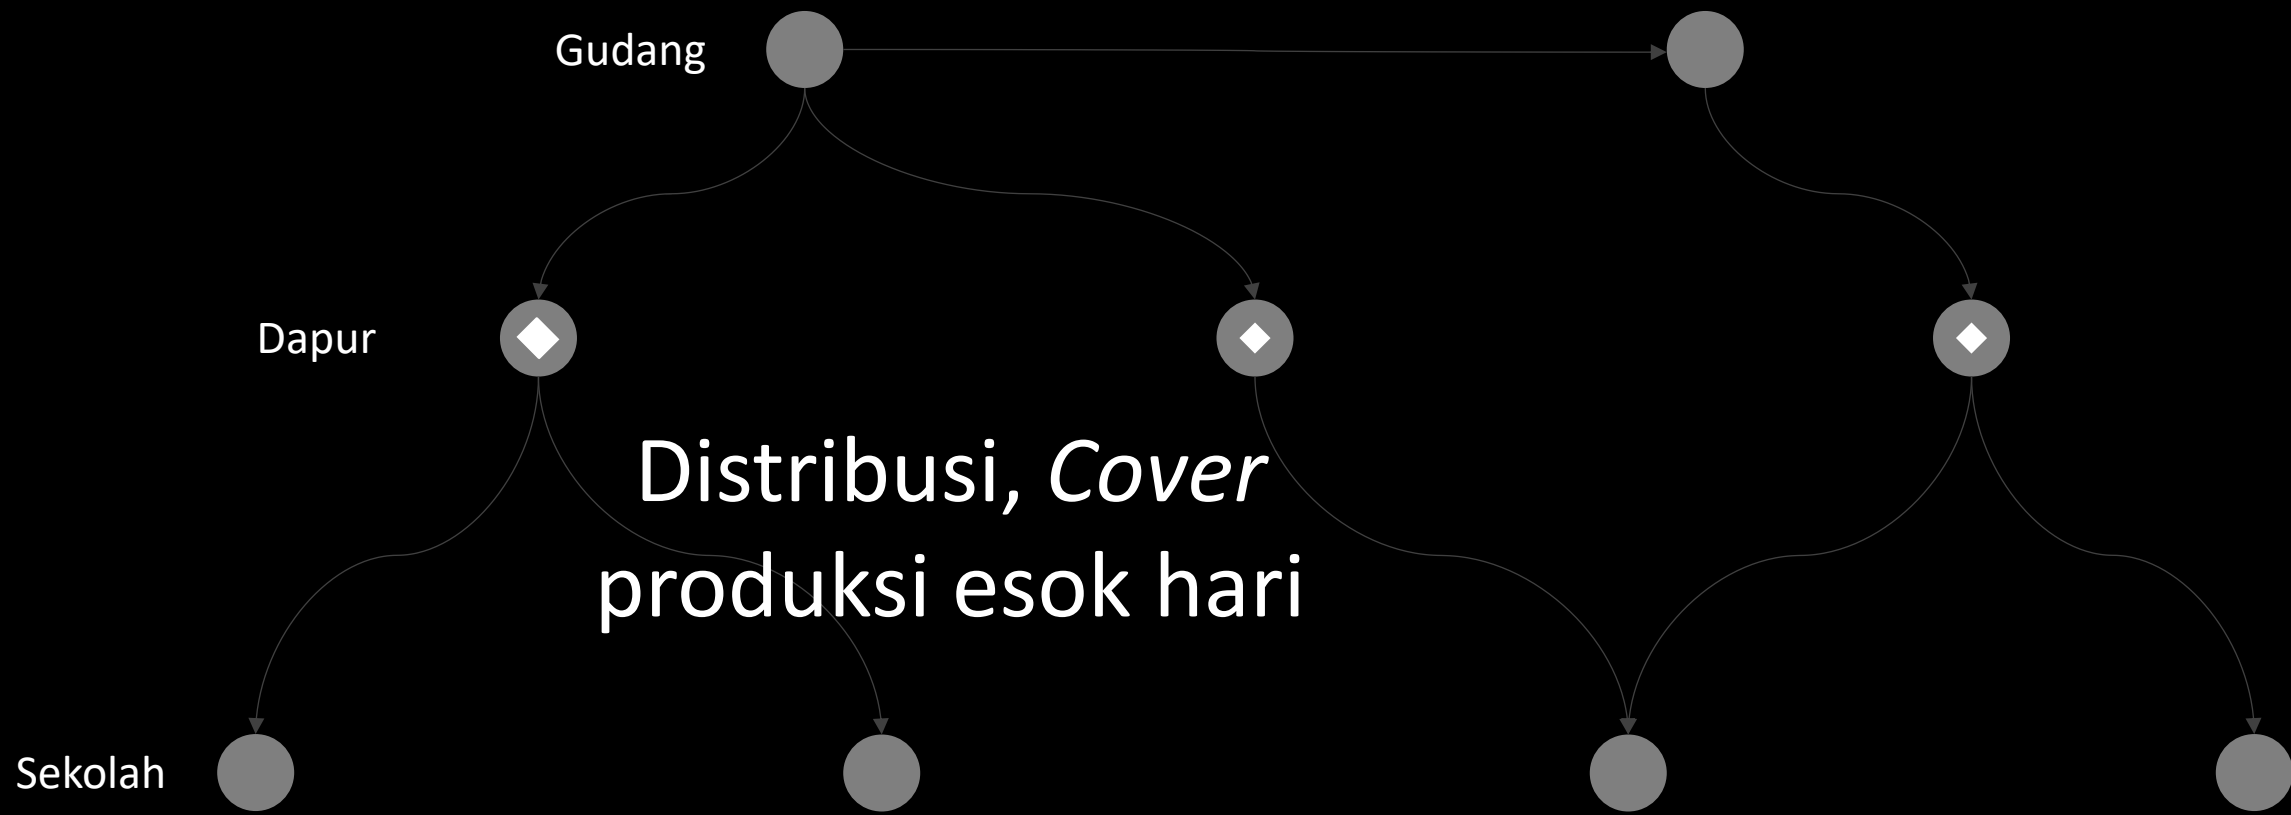 Gudang
Dapur
Distribusi, Cover
produksi esok hari
Sekolah